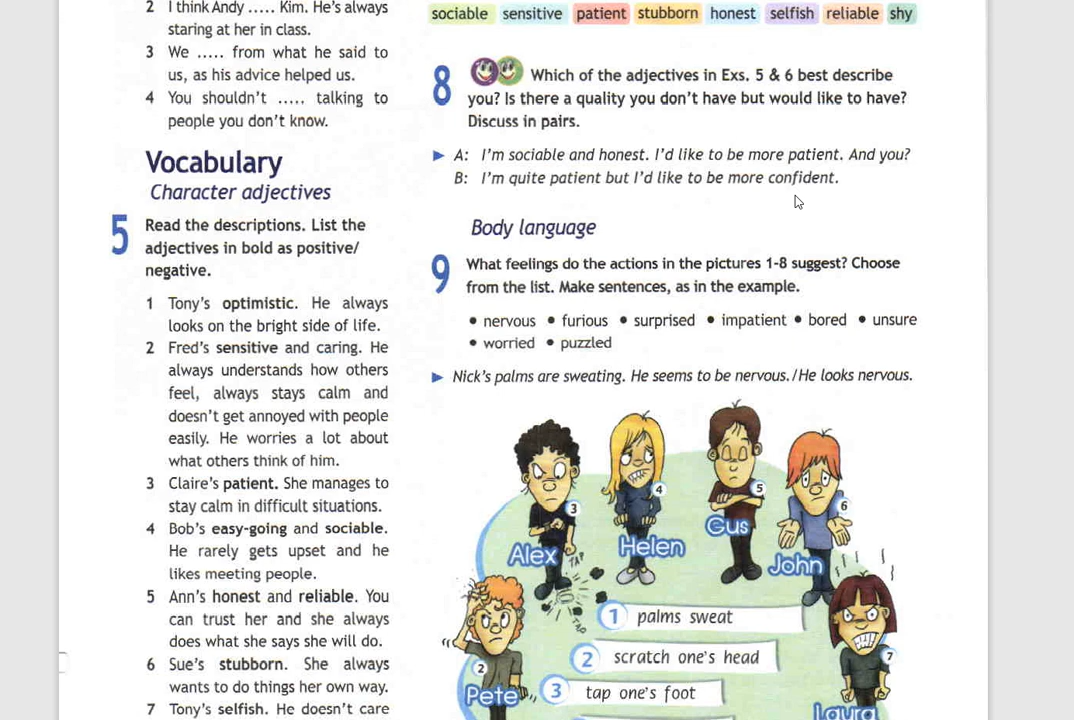 2 I think Andy ..... Kim. He's always
staring at her in class.
3 We ..... from what he said to
us, as his advice helped us.
4 You shouldn't ..... talking to
people you don't know.
Vocabulary
Character adjectives
5 Read the descriptions. List the
adjectives in bold as positive/
negative.
1 Tony's optimistic. He always
looks on the bright side of life.
2 Fred's sensitive and caring. He
always understands how others
feel, always stays calm and
doesn't get annoyed with people
easily. He worries a lot about
what others think of him.
3 Claire's patient. She manages to
stay calm in difficult situations.
4 Bob's easy-going and sociable.
He rarely gets upset and he
likes meeting people.
5 Ann's honest and reliable. You
can trust her and she always
does what she says she will do.
6 Sue's stubborn. She always
wants to do things her own way.
7 Tony's selfish. He doesn't care
sociable sensitive patient stubborn honest selfish reliable shy
8 Which of the adjectives in Exs. 5 & 6 best describe
you? Is there a quality you don't have but would like to have?
Discuss in pairs.
A: I'm sociable and honest. I'd like to be more patient. And you?
B: I'm quite patient but I'd like to be more confident.
Body language
9 What feelings do the actions in the pictures 1-8 suggest? Choose
from the list. Make sentences, as in the example.
• nervous • furious • surprised • impatient • bored • unsure
• worried • puzzled
Nick's palms are sweating. He seems to be nervous./He looks nervous.
3
4
5
6
Alex
Helen
Gus
John
TAP
TAP
1 palms sweat
2 scratch one's head
3 tap one's foot
2
Pete
7
Laura